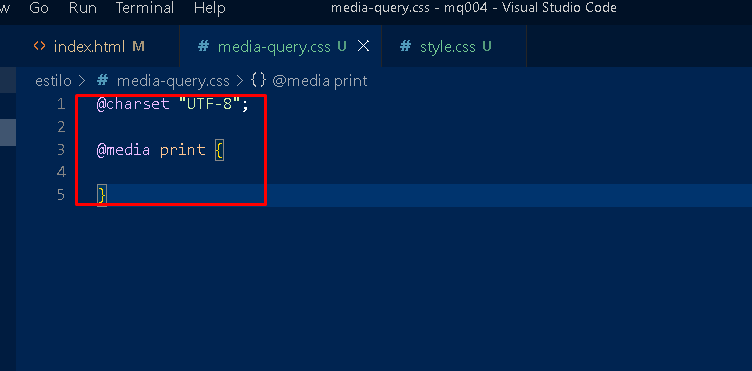 w Go Run Terminal Help media-query.css - mq004 - Visual Studio Code
<> index.html M # media-query.css U X # style.css U
estilo > # media-query.css > {} @media print
1 @charset "UTF-8";
2
3 @media print {
4
5 }